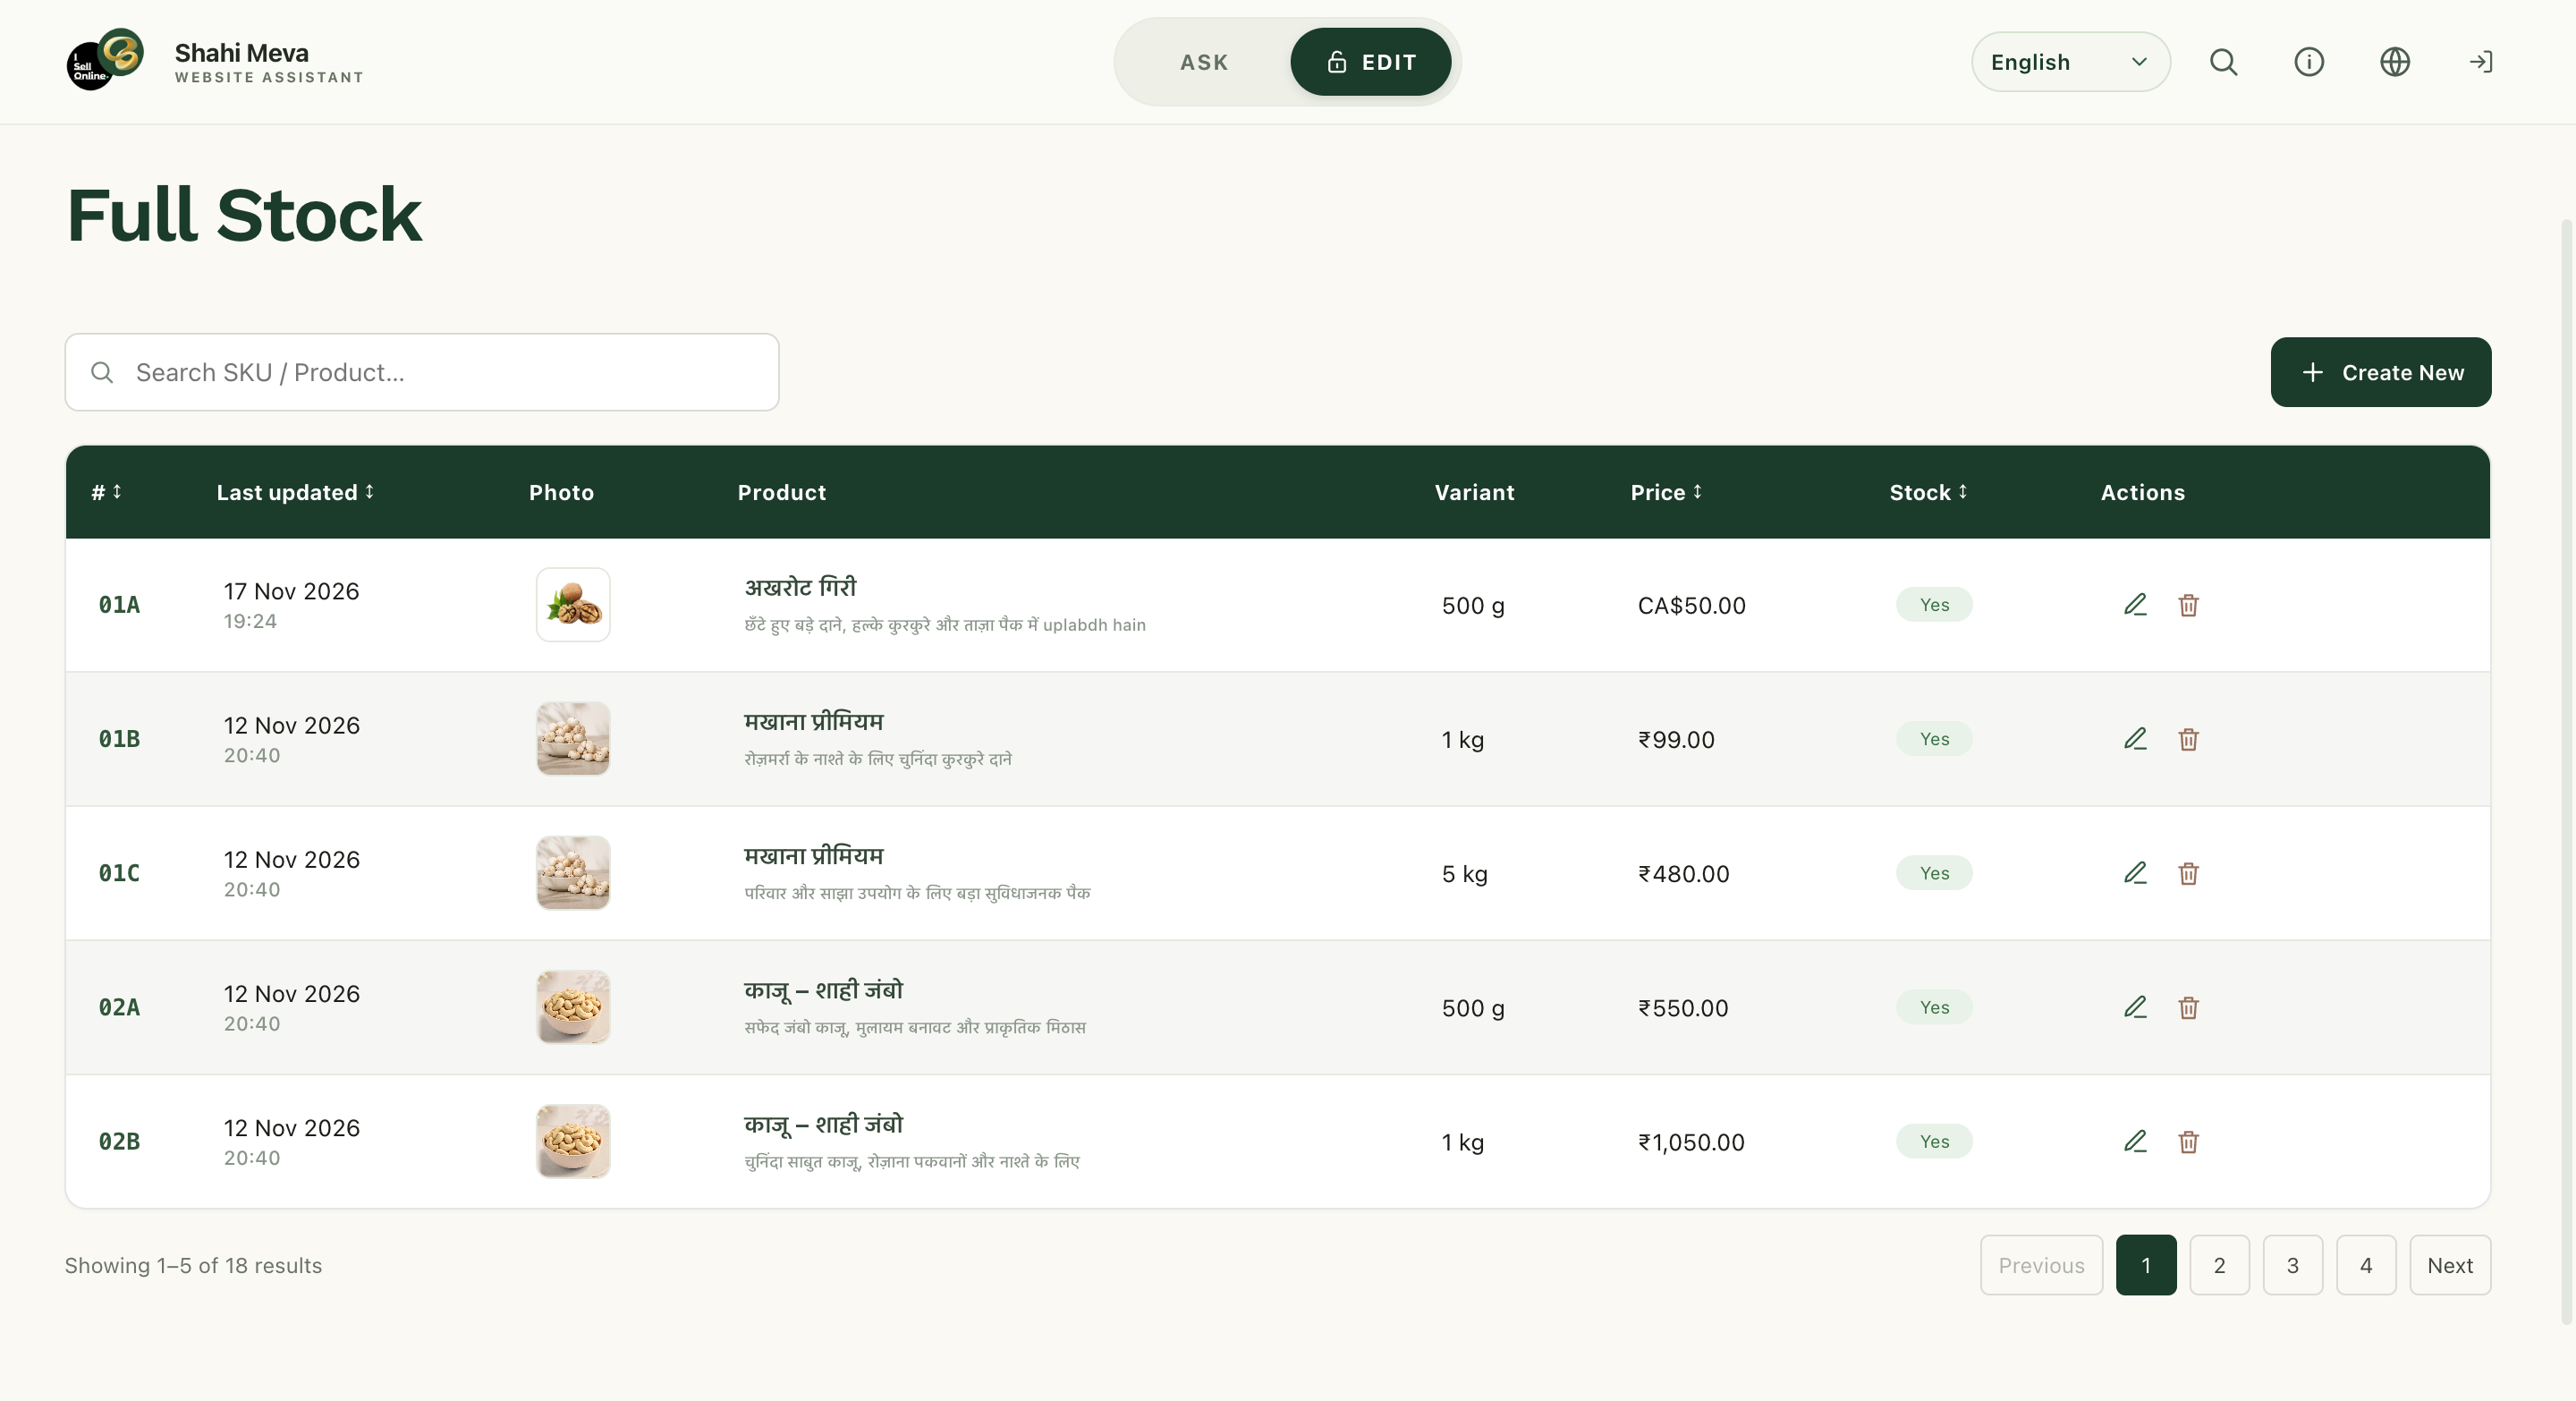 I
Sell
Online.
Shahi Meva
WEBSITE ASSISTANT
ASK
EDIT
English
Full Stock
Search SKU / Product...
Create New
# Last updated Photo Product Variant Price Stock Actions
01A
17 Nov 2026
19:24
अखरोट गिरी
छँटे हुए बड़े दाने, हल्के कुरकुरे और ताज़ा पैक में uplabdh hain
500 g
CA$50.00
Yes
01B
12 Nov 2026
20:40
मखाना प्रीमियम
रोज़मर्रा के नाश्ते के लिए चुनिंदा कुरकुरे दाने
1 kg
₹99.00
Yes
01C
12 Nov 2026
20:40
मखाना प्रीमियम
परिवार और साझा उपयोग के लिए बड़ा सुविधाजनक पैक
5 kg
₹480.00
Yes
02A
12 Nov 2026
20:40
काजू – शाही जंबो
सफेद जंबो काजू, मुलायम बनावट और प्राकृतिक मिठास
500 g
₹550.00
Yes
02B
12 Nov 2026
20:40
काजू – शाही जंबो
चुनिंदा साबुत काजू, रोज़ाना पकवानों और नाश्ते के लिए
1 kg
₹1,050.00
Yes
Showing 1–5 of 18 results
Previous 1 2 3 4 Next